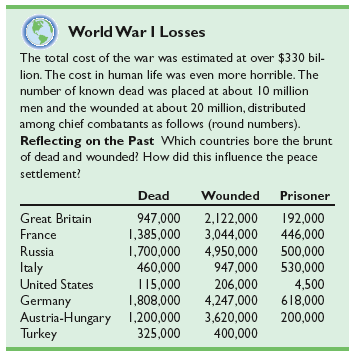 World War I Losses
The total cost of the war was estimated at over $330 bil-
lion. The cost in human life was even more horrible. The
number of known dead was placed at about 10 million
men and the wounded at about 20 million, distributed
among chief combatants as follows (round numbers).
Reflecting on the Past Which countries bore the brunt
of dead and wounded? How did this influence the peace
settlement?
Dead Wounded Prisoner
Great Britain 947,000 2,122,000 192,000
France 1,385,000 3,044,000 446,000
Russia 1,700,000 4,950,000 500,000
Italy 460,000 947,000 530,000
United States 115,000 206,000 4,500
Germany 1,808,000 4,247,000 618,000
Austria-Hungary 1,200,000 3,620,000 200,000
Turkey 325,000 400,000